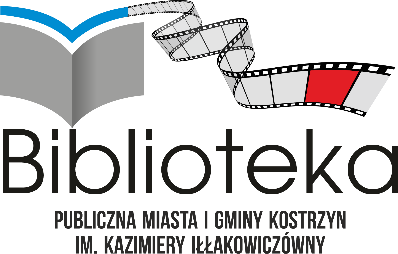 Biblioteka
PUBLICZNA MIASTA I GMINY KOSTRZYN
IM. KAZIMIERY IŁŁAKOWICZÓWNY